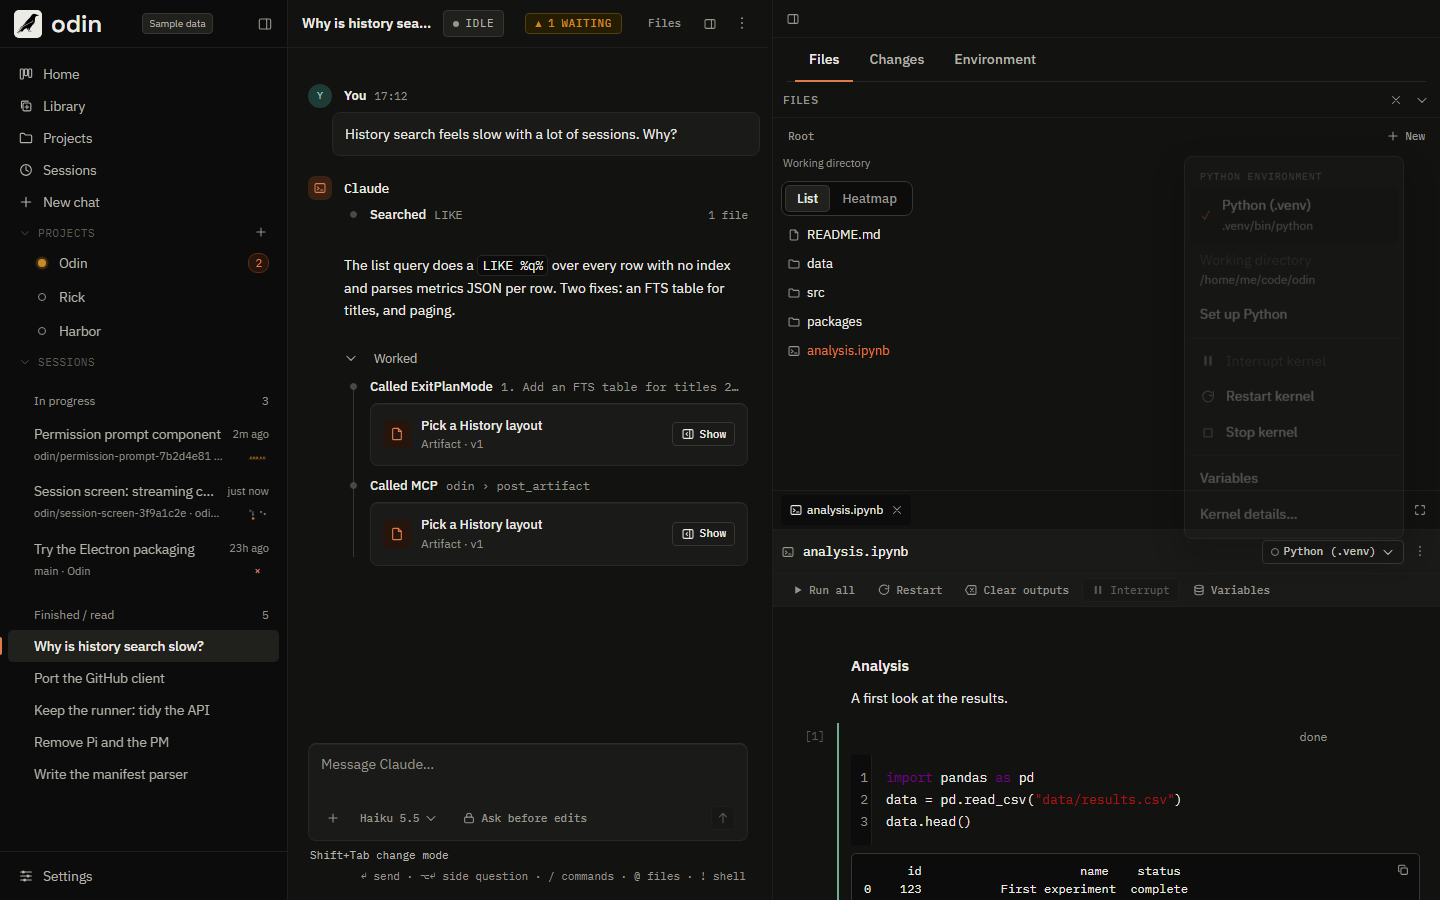 odin
Sample data
Home
Library
Projects
Sessions
New chat
PROJECTS
Odin
2
Rick
Harbor
SESSIONS
In progress
3
Permission prompt component
2m ago
odin/permission-prompt-7b2d4e81 ...
Session screen: streaming c...
just now
odin/session-screen-3f9a1c2e · odi...
Try the Electron packaging
23h ago
main · Odin
Finished / read
5
Why is history search slow?
Port the GitHub client
Keep the runner: tidy the API
Remove Pi and the PM
Write the manifest parser
Settings
Why is history sea...
IDLE
1 WAITING
Files
Y
You 17:12
History search feels slow with a lot of sessions. Why?
Claude
Searched LIKE
1 file
The list query does a LIKE %q% over every row with no index
and parses metrics JSON per row. Two fixes: an FTS table for
titles, and paging.
Worked
Called ExitPlanMode 1. Add an FTS table for titles 2…
Pick a History layout
Artifact · v1
Show
Called MCP odin › post_artifact
Pick a History layout
Artifact · v1
Show
Message Claude...
Haiku 5.5
Ask before edits
Shift+Tab change mode
⏎ send · ⌥⏎ side question · / commands · @ files · ! shell
Files
Changes
Environment
FILES
Root
New
Working directory
List
Heatmap
README.md
data
src
packages
analysis.ipynb
PYTHON ENVIRONMENT
✓ Python (.venv)
.venv/bin/python
Working directory
/home/me/code/odin
Set up Python
Interrupt kernel
Restart kernel
Stop kernel
Variables
Kernel details...
analysis.ipynb
analysis.ipynb
Python (.venv)
Run all
Restart
Clear outputs
Interrupt
Variables
Analysis
A first look at the results.
[1]
done
1 import pandas as pd
2 data = pd.read_csv("data/results.csv")
3 data.head()
id name status
0 123 First experiment complete